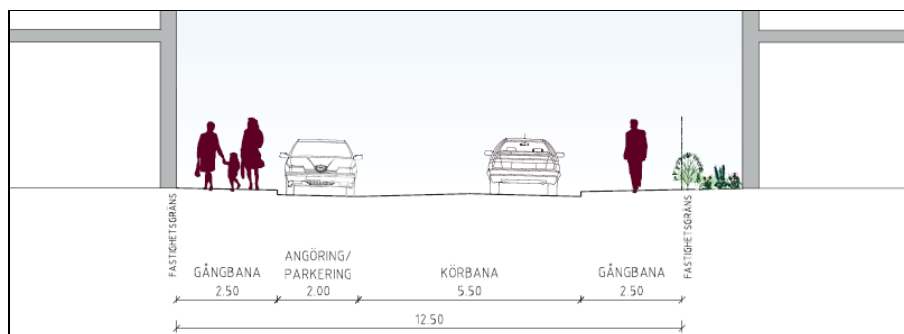 FASTIGHETSGRÄNS
GÅNGBANA
2.50
ANGÖRING/
PARKERING
2.00
KÖRBANA
5.50
GÅNGBANA
2.50
FASTIGHETSGRÄNS
12.50